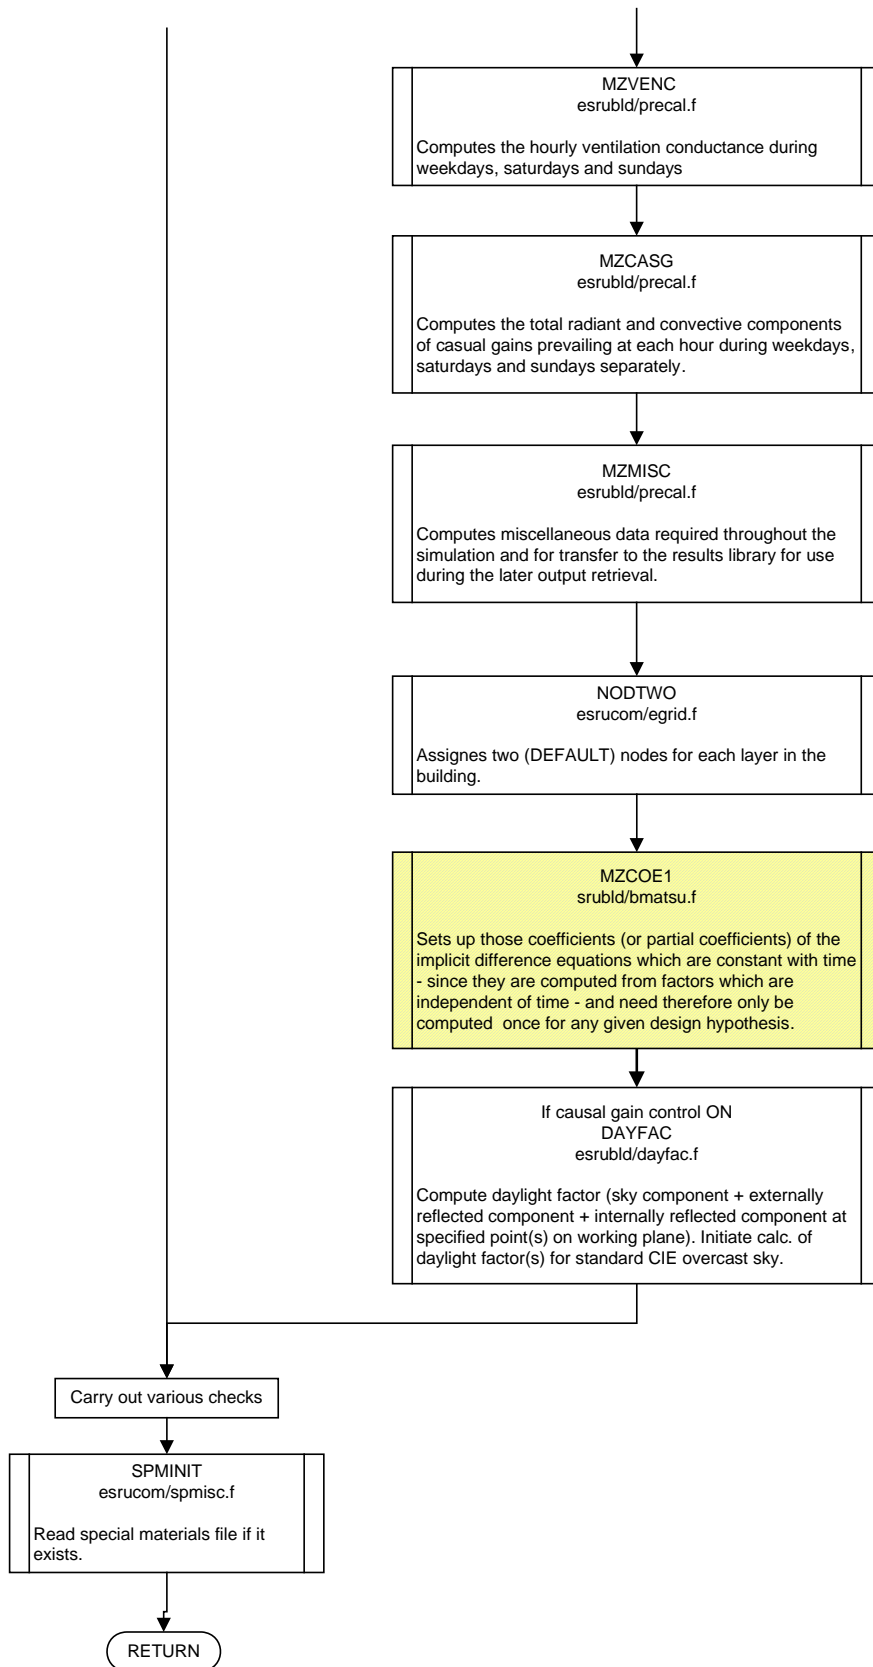 MZVENC
esrubld/precal.f
Computes the hourly ventilation conductance during
weekdays, saturdays and sundays
MZCASG
esrubld/precal.f
Computes the total radiant and convective components
of casual gains prevailing at each hour during weekdays,
saturdays and sundays separately.
MZMISC
esrubld/precal.f
Computes miscellaneous data required throughout the
simulation and for transfer to the results library for use
during the later output retrieval.
NODTWO
esrucom/egrid.f
Assignes two (DEFAULT) nodes for each layer in the
building.
MZCOE1
srubld/bmatsu.f
Sets up those coefficients (or partial coefficients) of the
implicit difference equations which are constant with time
- since they are computed from factors which are
independent of time - and need therefore only be
computed once for any given design hypothesis.
If causal gain control ON
DAYFAC
esrubld/dayfac.f
Compute daylight factor (sky component + externally
reflected component + internally reflected component at
specified point(s) on working plane). Initiate calc. of
daylight factor(s) for standard CIE overcast sky.
Carry out various checks
SPMINIT
esrucom/spmisc.f
Read special materials file if it
exists.
RETURN